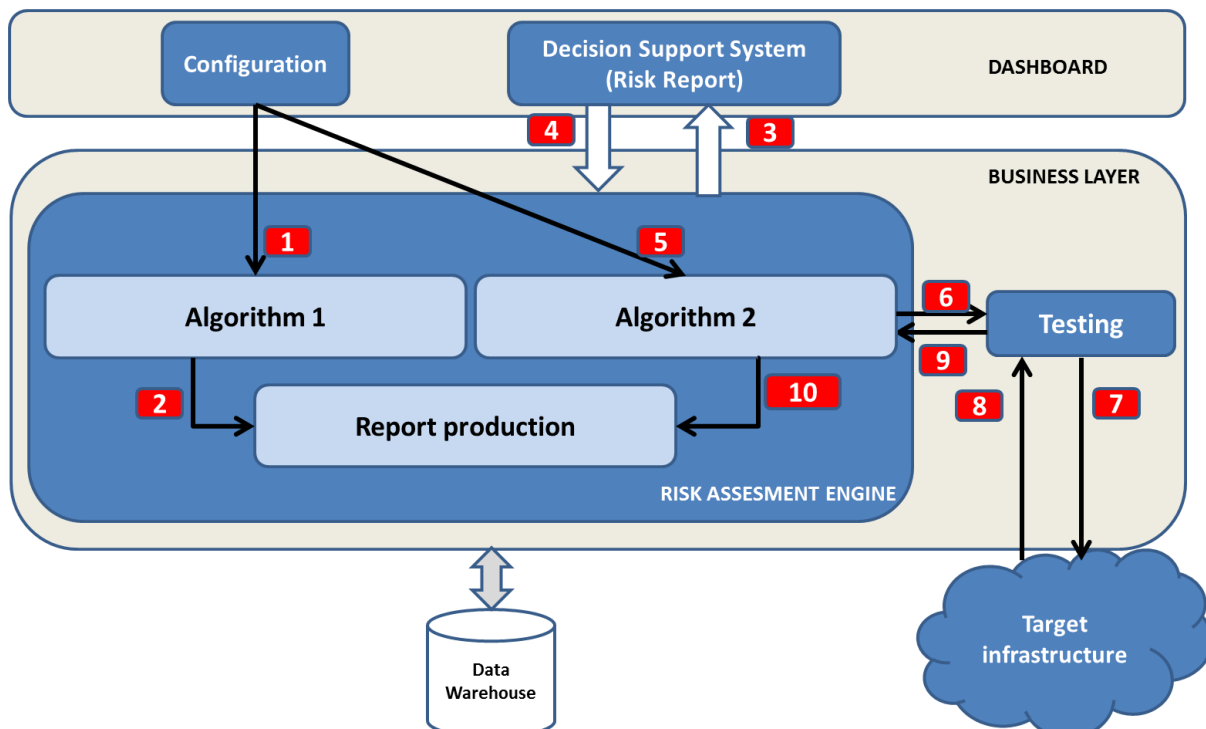 Configuration
Decision Support System
(Risk Report)
DASHBOARD
4
3
BUSINESS LAYER
1
5
Algorithm 1
Algorithm 2
6
Testing
9
2
10
8
7
Report production
RISK ASSESMENT ENGINE
Data
Warehouse
Target
infrastructure